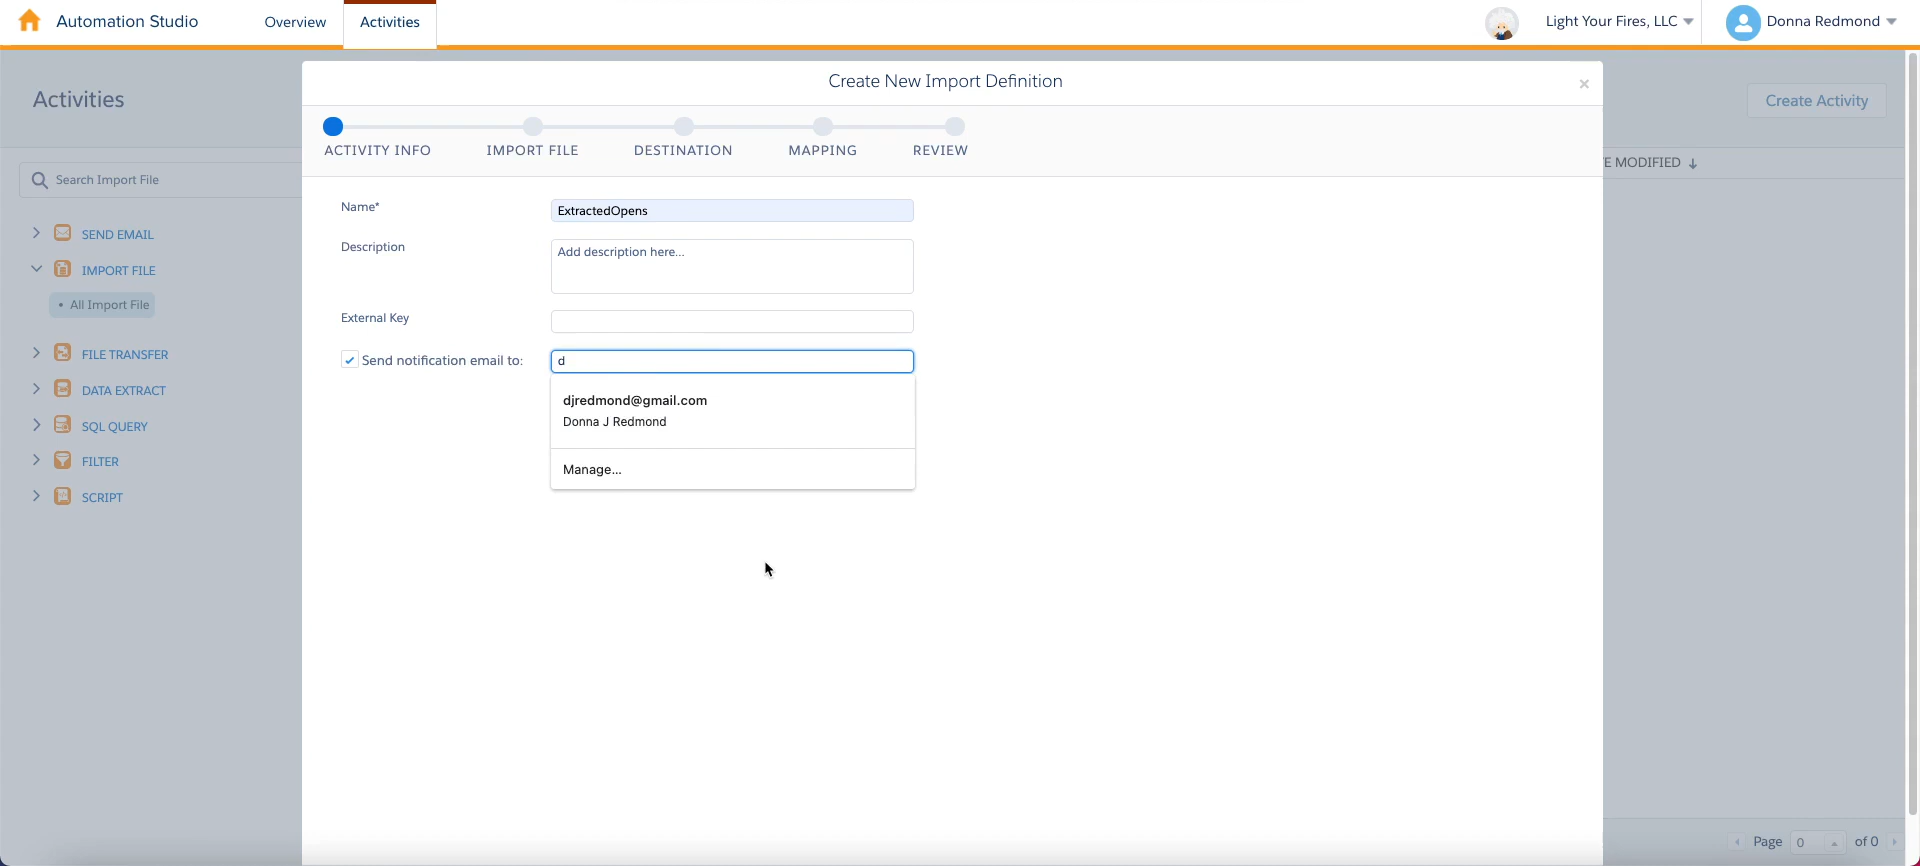 Automation Studio
Overview
Activities
Light Your Fires, LLC
Donna Redmond
Activities
Create Activity
Create New Import Definition
×
ACTIVITY INFO
IMPORT FILE
DESTINATION
MAPPING
REVIEW
E MODIFIED ↓
Search Import File
SEND EMAIL
IMPORT FILE
• All Import File
FILE TRANSFER
DATA EXTRACT
SQL QUERY
FILTER
SCRIPT
Name*
ExtractedOpens
Description
Add description here...
External Key
Send notification email to:
d
djredmond@gmail.com
Donna J Redmond
Manage...
Page 0 of 0